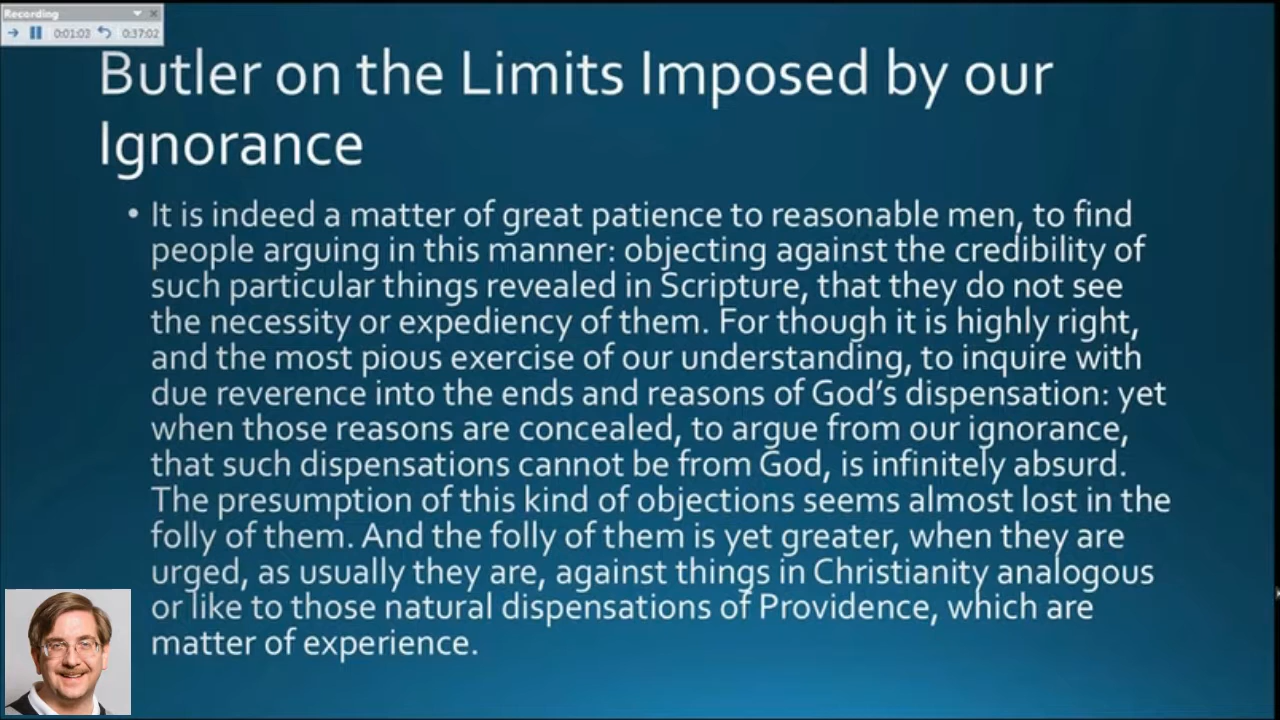 Recording
0:01:03 0:37:02
Butler on the Limits Imposed by our
Ignorance
• It is indeed a matter of great patience to reasonable men, to find
people arguing in this manner: objecting against the credibility of
such particular things revealed in Scripture, that they do not see
the necessity or expediency of them. For though it is highly right,
and the most pious exercise of our understanding, to inquire with
due reverence into the ends and reasons of God's dispensation: yet
when those reasons are concealed, to argue from our ignorance,
that such dispensations cannot be from God, is infinitely absurd.
The presumption of this kind of objections seems almost lost in the
folly of them. And the folly of them is yet greater, when they are
urged, as usually they are, against things in Christianity analogous
or like to those natural dispensations of Providence, which are
matter of experience.